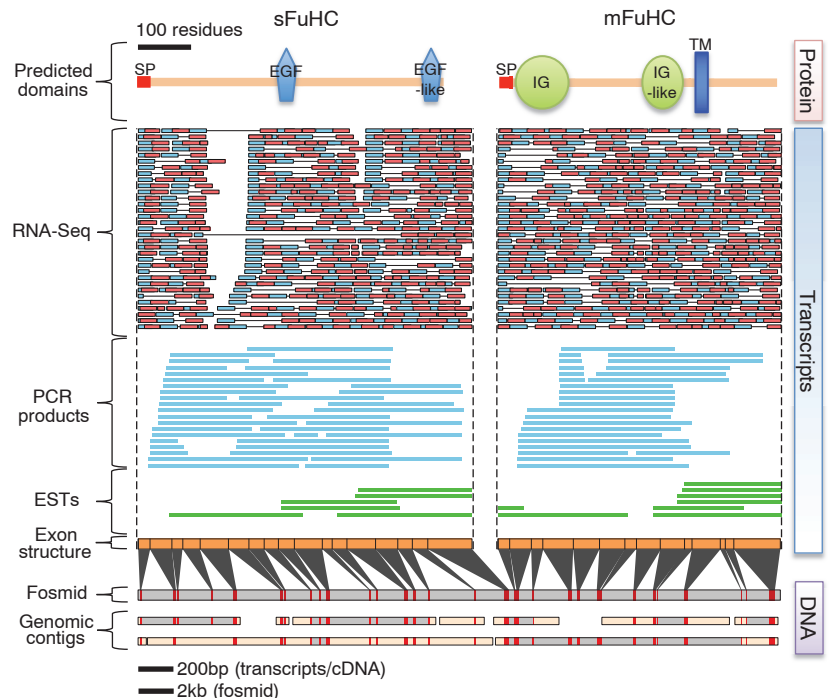 100 residues
sFuHC
mFuHC
Predicted
domains
SP
EGF
EGF
-like
SP
IG
IG
-like
TM
Protein
RNA-Seq
Transcripts
PCR
products
ESTs
Exon
structure
Fosmid
Genomic
contigs
DNA
200bp (transcripts/cDNA)
2kb (fosmid)